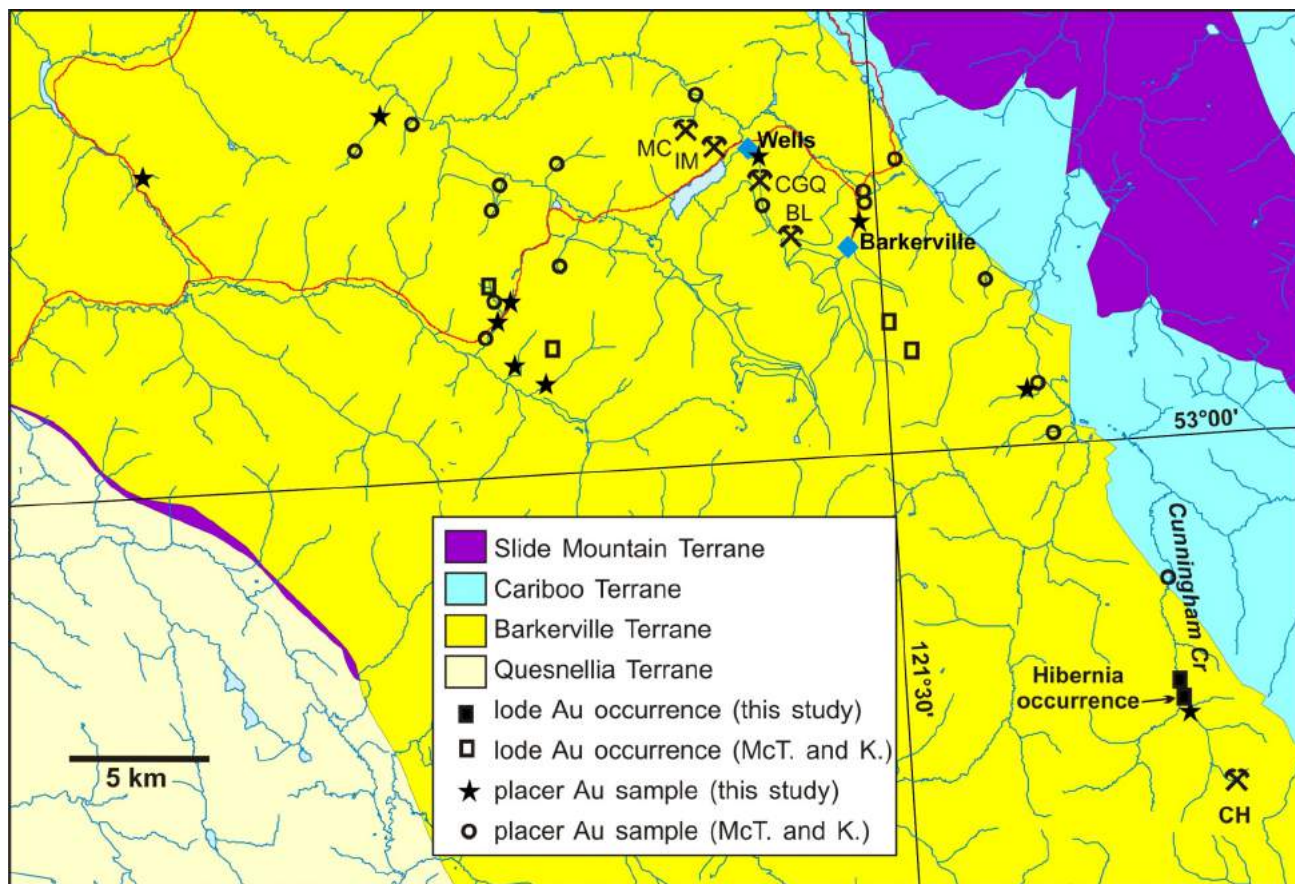 MC
IM
Wells
CGQ
BL
Barkerville
53°00'
Cunningham Cr
121°30'
Hibernia
occurrence
CH
5 km
Slide Mountain Terrane
Cariboo Terrane
Barkerville Terrane
Quesnellia Terrane
lode Au occurrence (this study)
lode Au occurrence (McT. and K.)
placer Au sample (this study)
placer Au sample (McT. and K.)